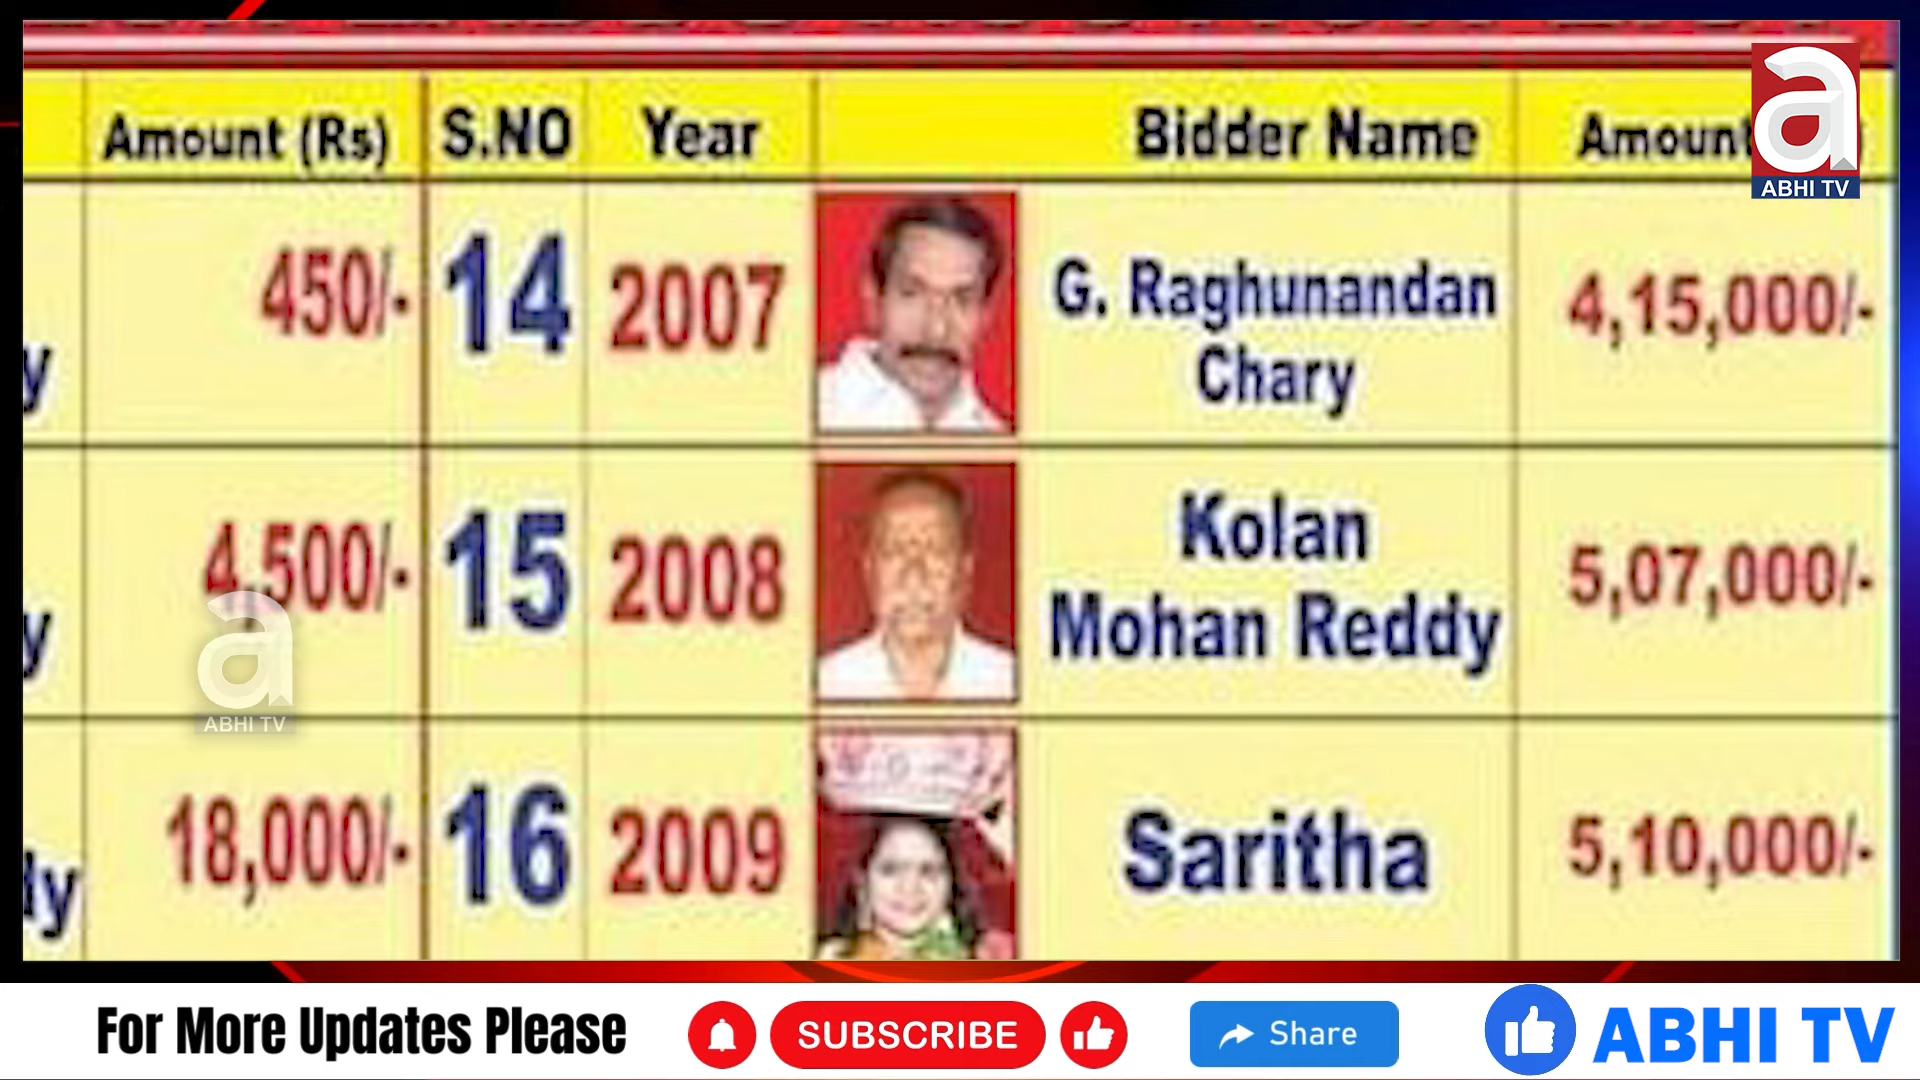 Amount (Rs) S.NO Year Bidder Name Amount
ABHI TV
450/- 14 2007 G. Raghunandan 4,15,000/-
Chary
y
4,500/- 15 2008 Kolan 5,07,000/-
Mohan Reddy
y
ABHI TV
18,000/- 16 2009 Saritha 5,10,000/-
dy
For More Updates Please SUBSCRIBE Share ABHI TV